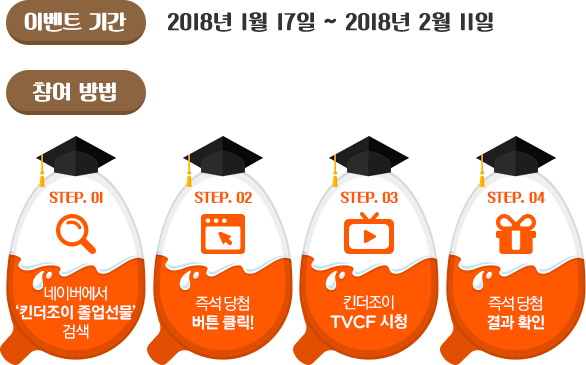 이벤트 기간
2018년 1월 17일 ~ 2018년 2월 11일
참여 방법
STEP. 01
네이버에서
‘킨더조이 졸업선물’
검색
STEP. 02
즉석 당첨
버튼 클릭!
STEP. 03
킨더조이
TVCF 시청
STEP. 04
즉석 당첨
결과 확인